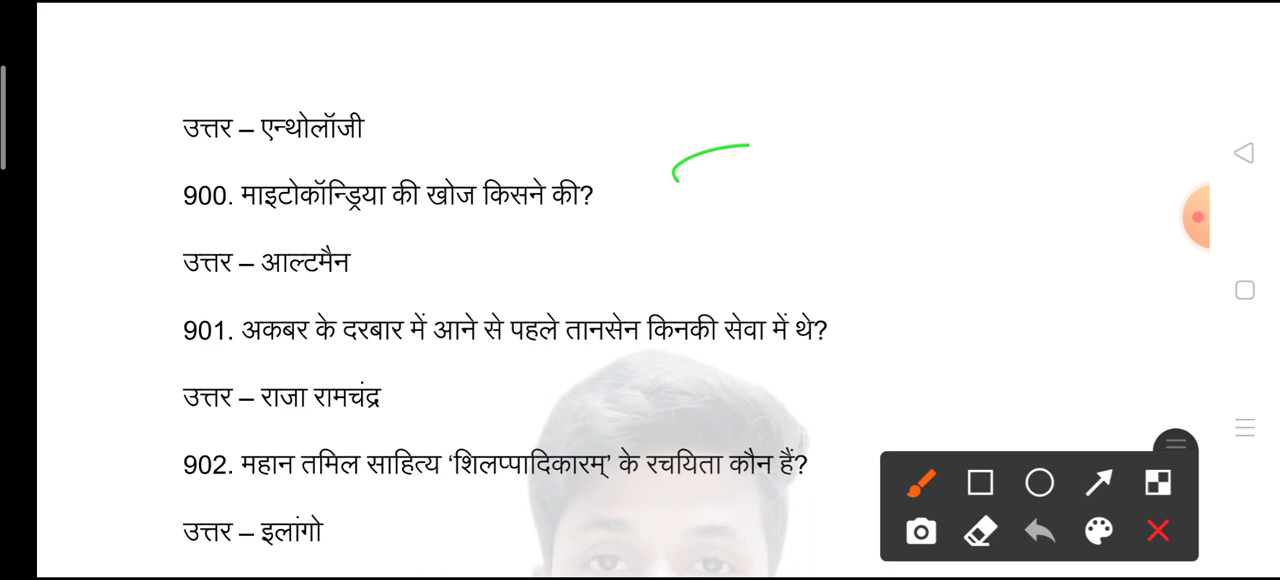 उत्तर – एन्थोलॉजी
900. माइटोकॉन्ड्रिया की खोज किसने की?
उत्तर – आल्टमैन
901. अकबर के दरबार में आने से पहले तानसेन किनकी सेवा में थे?
उत्तर – राजा रामचंद्र
902. महान तमिल साहित्य ‘शिलप्पादिकारम्’ के रचयिता कौन हैं?
उत्तर – इलांगो